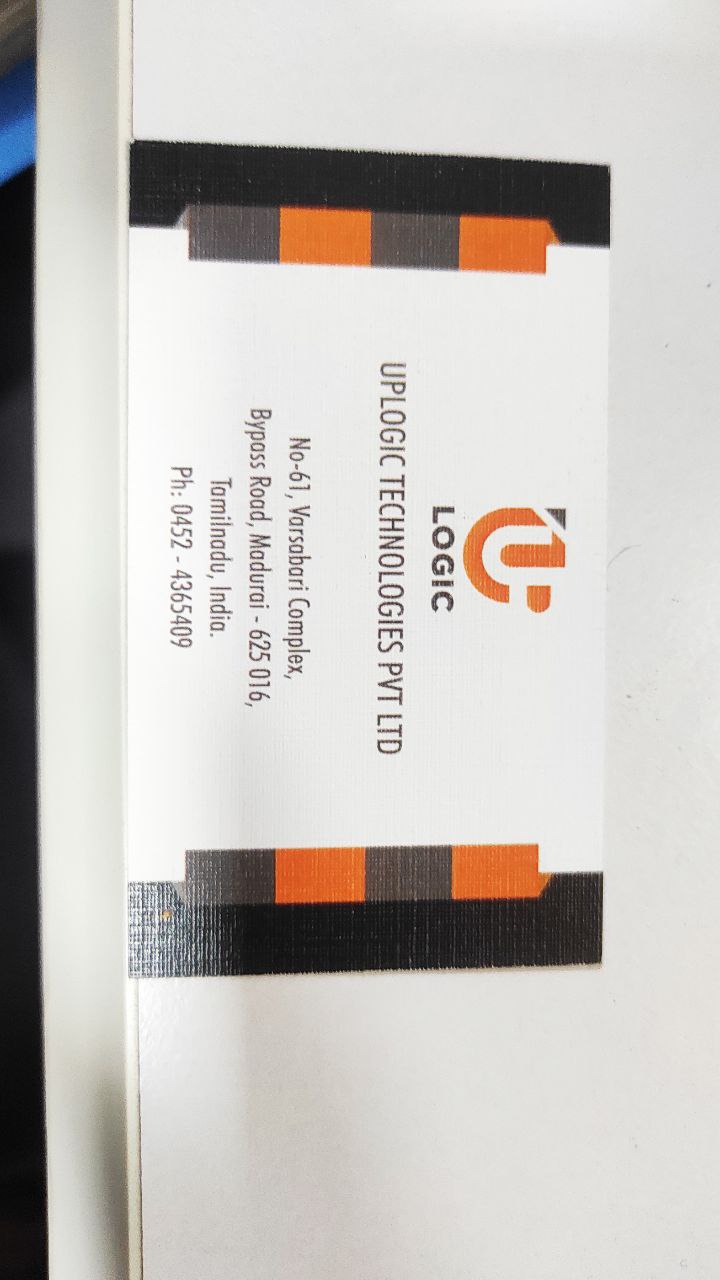 UP
LOGIC
UPLOGIC TECHNOLOGIES PVT LTD
No-61, Varsabari Complex,
Bypass Road, Madurai - 625 016,
Tamilnadu, India.
Ph: 0452 - 4365409